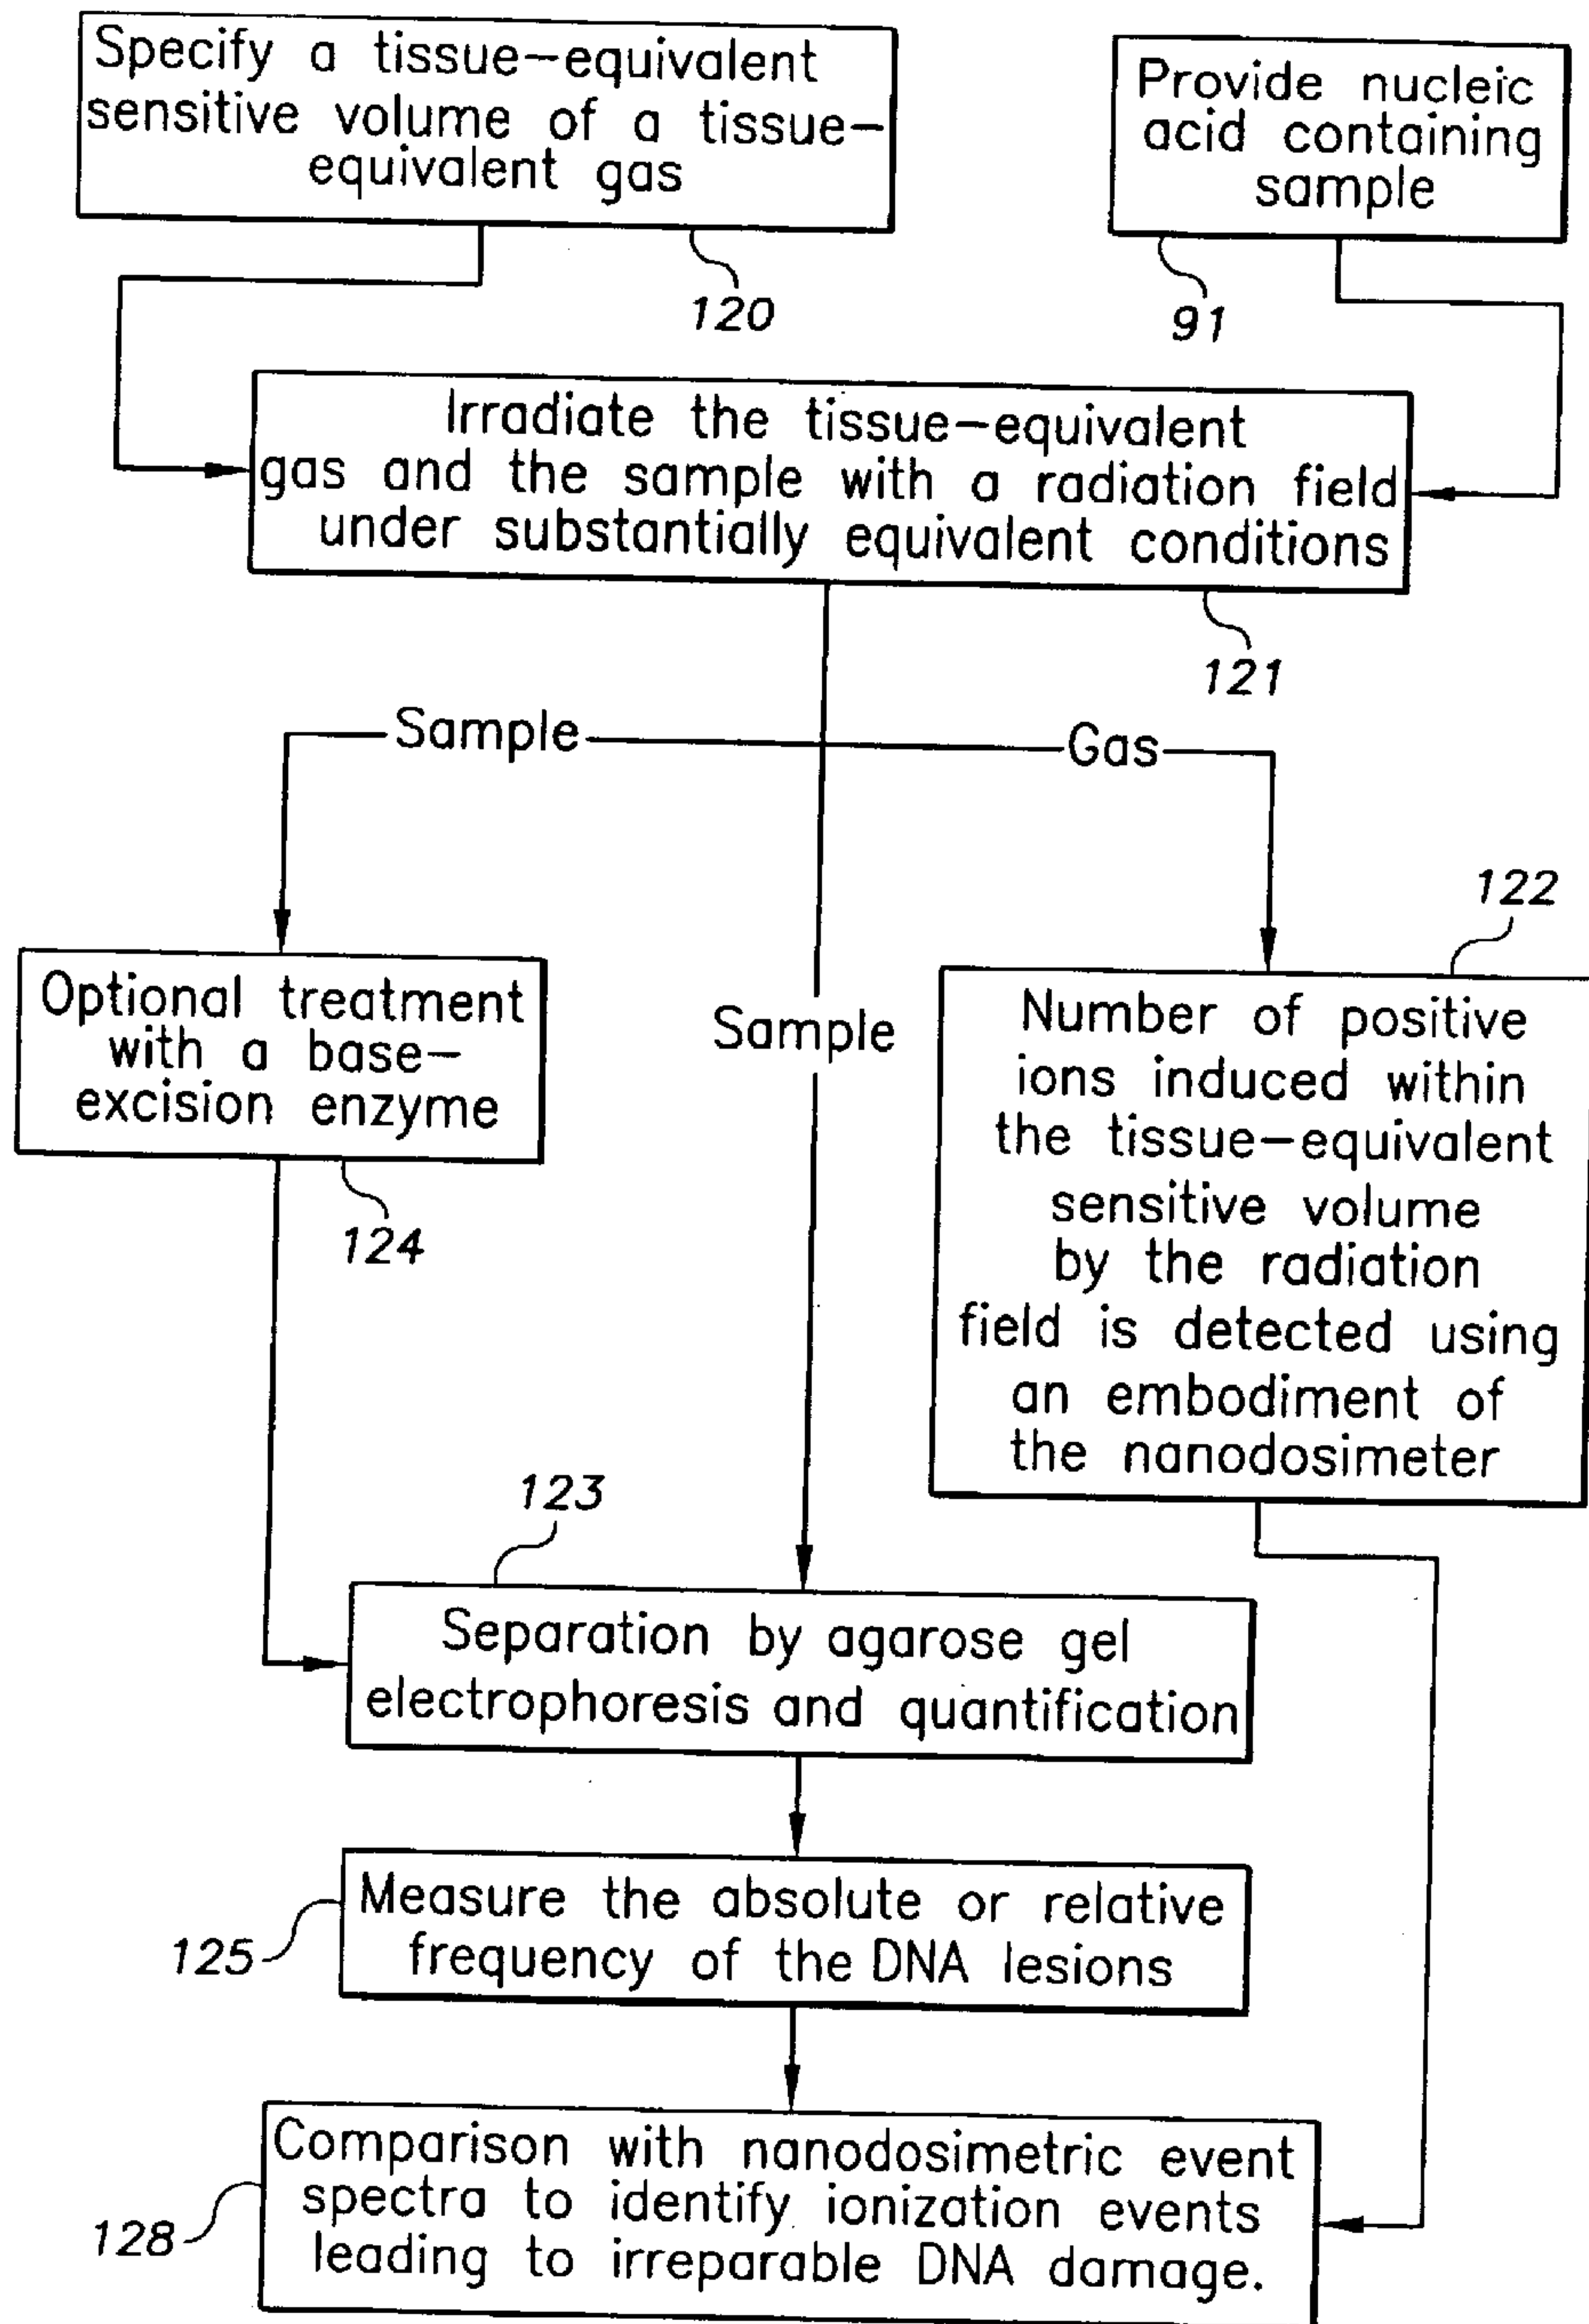 Specify a tissue-equivalent
sensitive volume of a tissue-
equivalent gas
120
Provide nucleic
acid containing
sample
91
Irradiate the tissue-equivalent
gas and the sample with a radiation field
under substantially equivalent conditions
121
Sample
Gas
Optional treatment
with a base-
excision enzyme
124
Sample
122
Number of positive
ions induced within
the tissue-equivalent
sensitive volume
by the radiation
field is detected using
an embodiment of
the nanodosimeter
123
Separation by agarose gel
electrophoresis and quantification
125
Measure the absolute or relative
frequency of the DNA lesions
128
Comparison with nanodosimetric event
spectra to identify ionization events
leading to irreparable DNA damage.